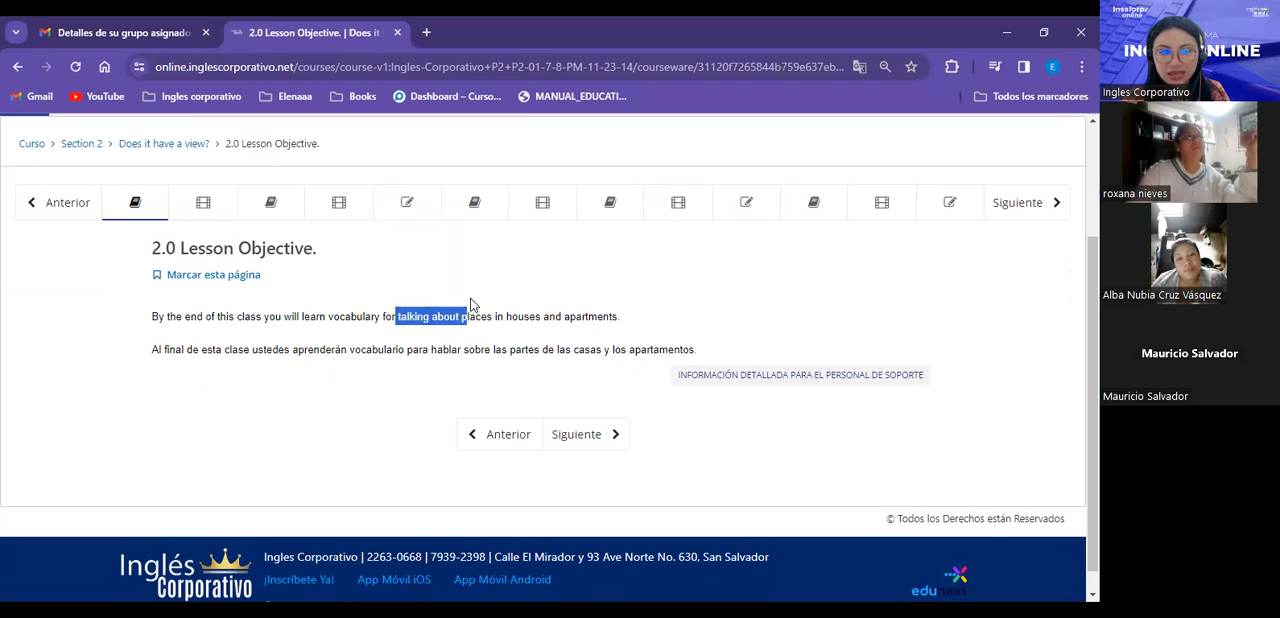 Detalles de su grupo asignado
2.0 Lesson Objective. | Does it
online.inglescorporativo.net/courses/course-v1:Ingles-Corporativo+P2+P2-01-7-8-PM-11-23-14/courseware/31120f7265844b759e637eb...
Gmail
YouTube
Ingles corporativo
Elenaaa
Books
Dashboard – Curso...
MANUAL_EDUCATI...
Todos los marcadores
Curso > Section 2 > Does it have a view? > 2.0 Lesson Objective.
Anterior
Siguiente
2.0 Lesson Objective.
Marcar esta página
By the end of this class you will learn vocabulary for talking about places in houses and apartments.
Al final de esta clase ustedes aprenderán vocabulario para hablar sobre las partes de las casas y los apartamentos.
INFORMACIÓN DETALLADA PARA EL PERSONAL DE SOPORTE
Anterior
Siguiente
© Todos los Derechos están Reservados
Inglés Corporativo
Ingles Corporativo | 2263-0668 | 7939-2398 | Calle El Mirador y 93 Ave Norte No. 630, San Salvador
¡Inscríbete Ya!
App Móvil iOS
App Móvil Android
edunext
Insaforp
online
Ingles Corporativo
roxana nieves
Alba Nubia Cruz Vásquez
Mauricio Salvador
Mauricio Salvador